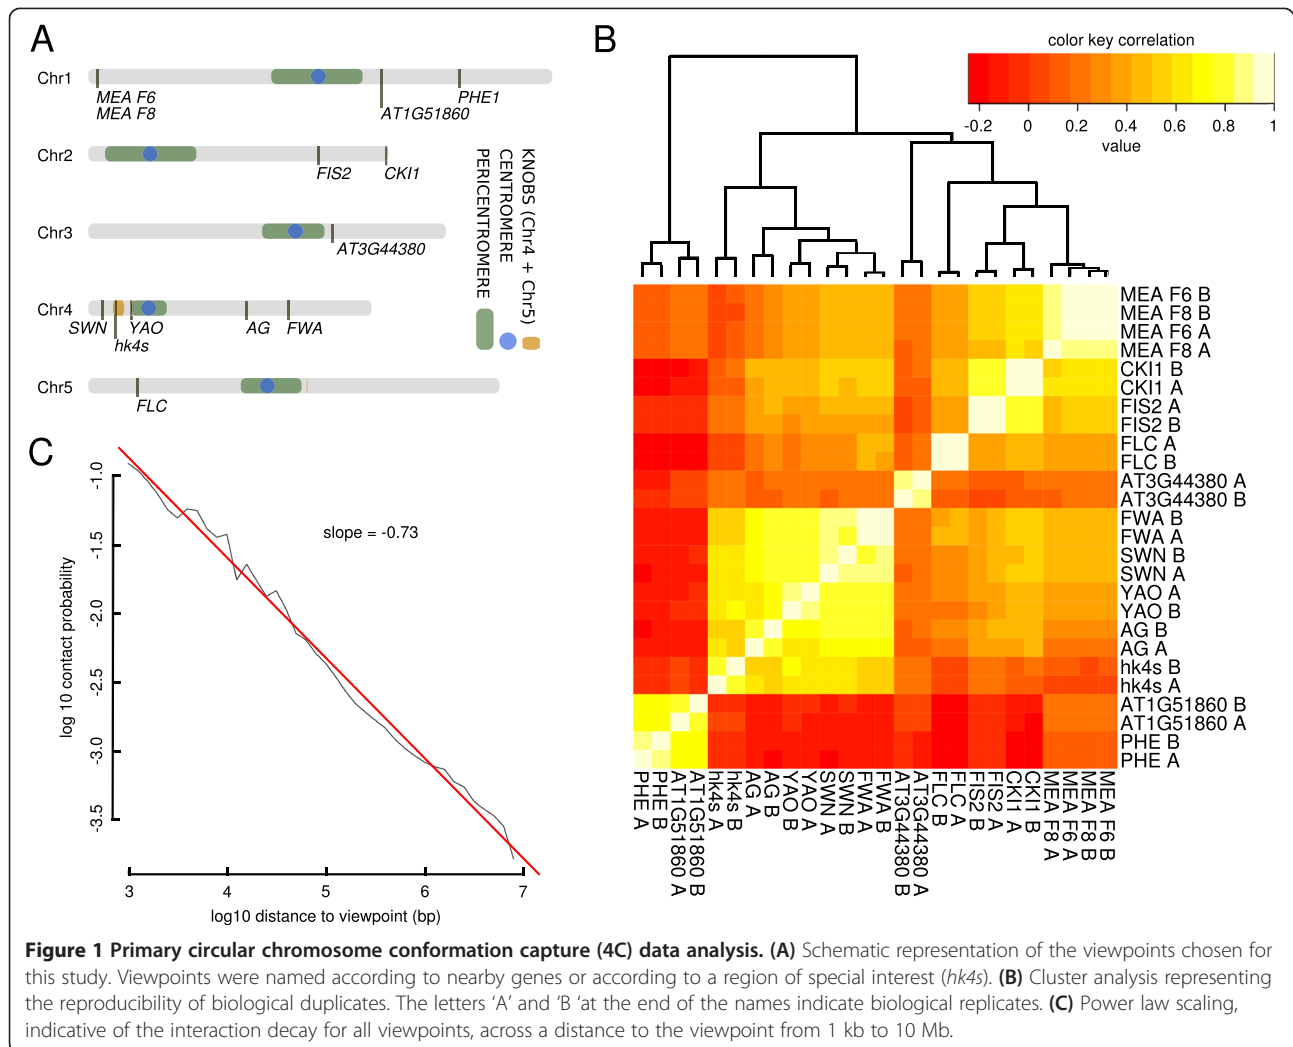 A
Chr1
MEA F6
MEA F8
AT1G51860
PHE1
Chr2
FIS2
CKI1
Chr3
AT3G44380
Chr4
SWN
hk4s
YAO
AG
FWA
Chr5
FLC
PERICENTROMERE
CENTROMERE
KNOBS (Chr4 + Chr5)
B
color key correlation
-0.2 0 0.2 0.4 0.6 0.8 1
value
MEA F6 B
MEA F8 B
MEA F6 A
MEA F8 A
CKI1 B
CKI1 A
FIS2 A
FIS2 B
FLC A
FLC B
AT3G44380 A
AT3G44380 B
FWA B
FWA A
SWN B
SWN A
YAO A
YAO B
AG B
AG A
hk4s B
hk4s A
AT1G51860 B
AT1G51860 A
PHE B
PHE A
PHE A
PHE B
AT1G51860 A
AT1G51860 B
hk4s A
hk4s B
AG A
AG B
YAO B
YAO A
SWN A
SWN B
FWA A
FWA B
AT3G44380 B
AT3G44380 A
FLC B
FLC A
FIS2 B
FIS2 A
CKI1 A
CKI1 B
MEA F8 A
MEA F6 A
MEA F8 B
MEA F6 B
C
log 10 contact probability
-1.0
-1.5
-2.0
-2.5
-3.0
-3.5
slope = -0.73
3 4 5 6 7
log10 distance to viewpoint (bp)
Figure 1 Primary circular chromosome conformation capture (4C) data analysis. (A) Schematic representation of the viewpoints chosen for
this study. Viewpoints were named according to nearby genes or according to a region of special interest (hk4s). (B) Cluster analysis representing
the reproducibility of biological duplicates. The letters ‘A’ and ‘B ‘at the end of the names indicate biological replicates. (C) Power law scaling,
indicative of the interaction decay for all viewpoints, across a distance to the viewpoint from 1 kb to 10 Mb.